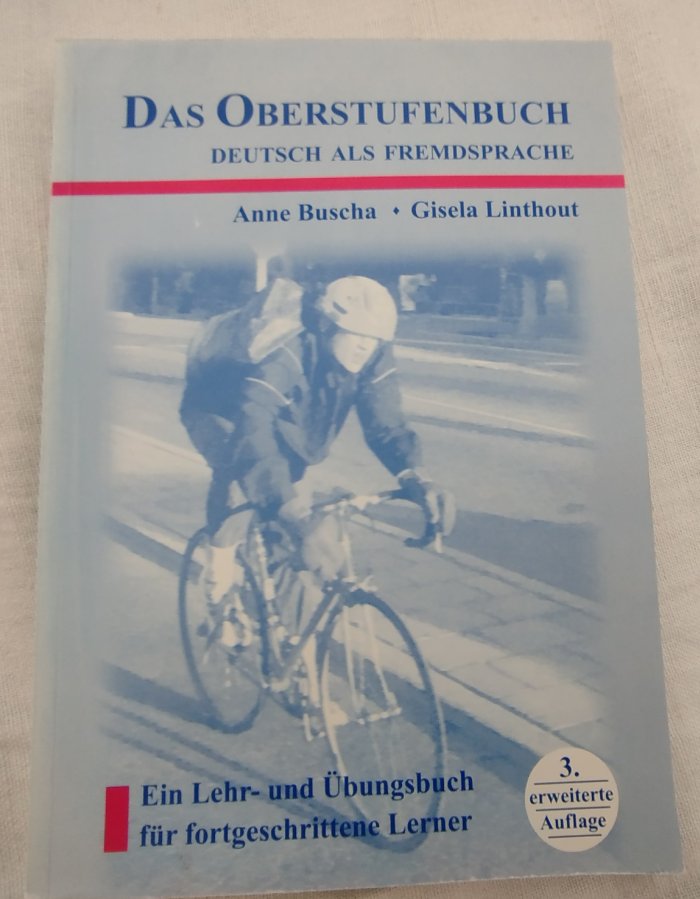 DAS OBERSTUFENBUCH
DEUTSCH ALS FREMDSPRACHE
Anne Buscha ⬩ Gisela Linthout
Ein Lehr- und Übungsbuch
für fortgeschrittene Lerner
3.
erweiterte
Auflage